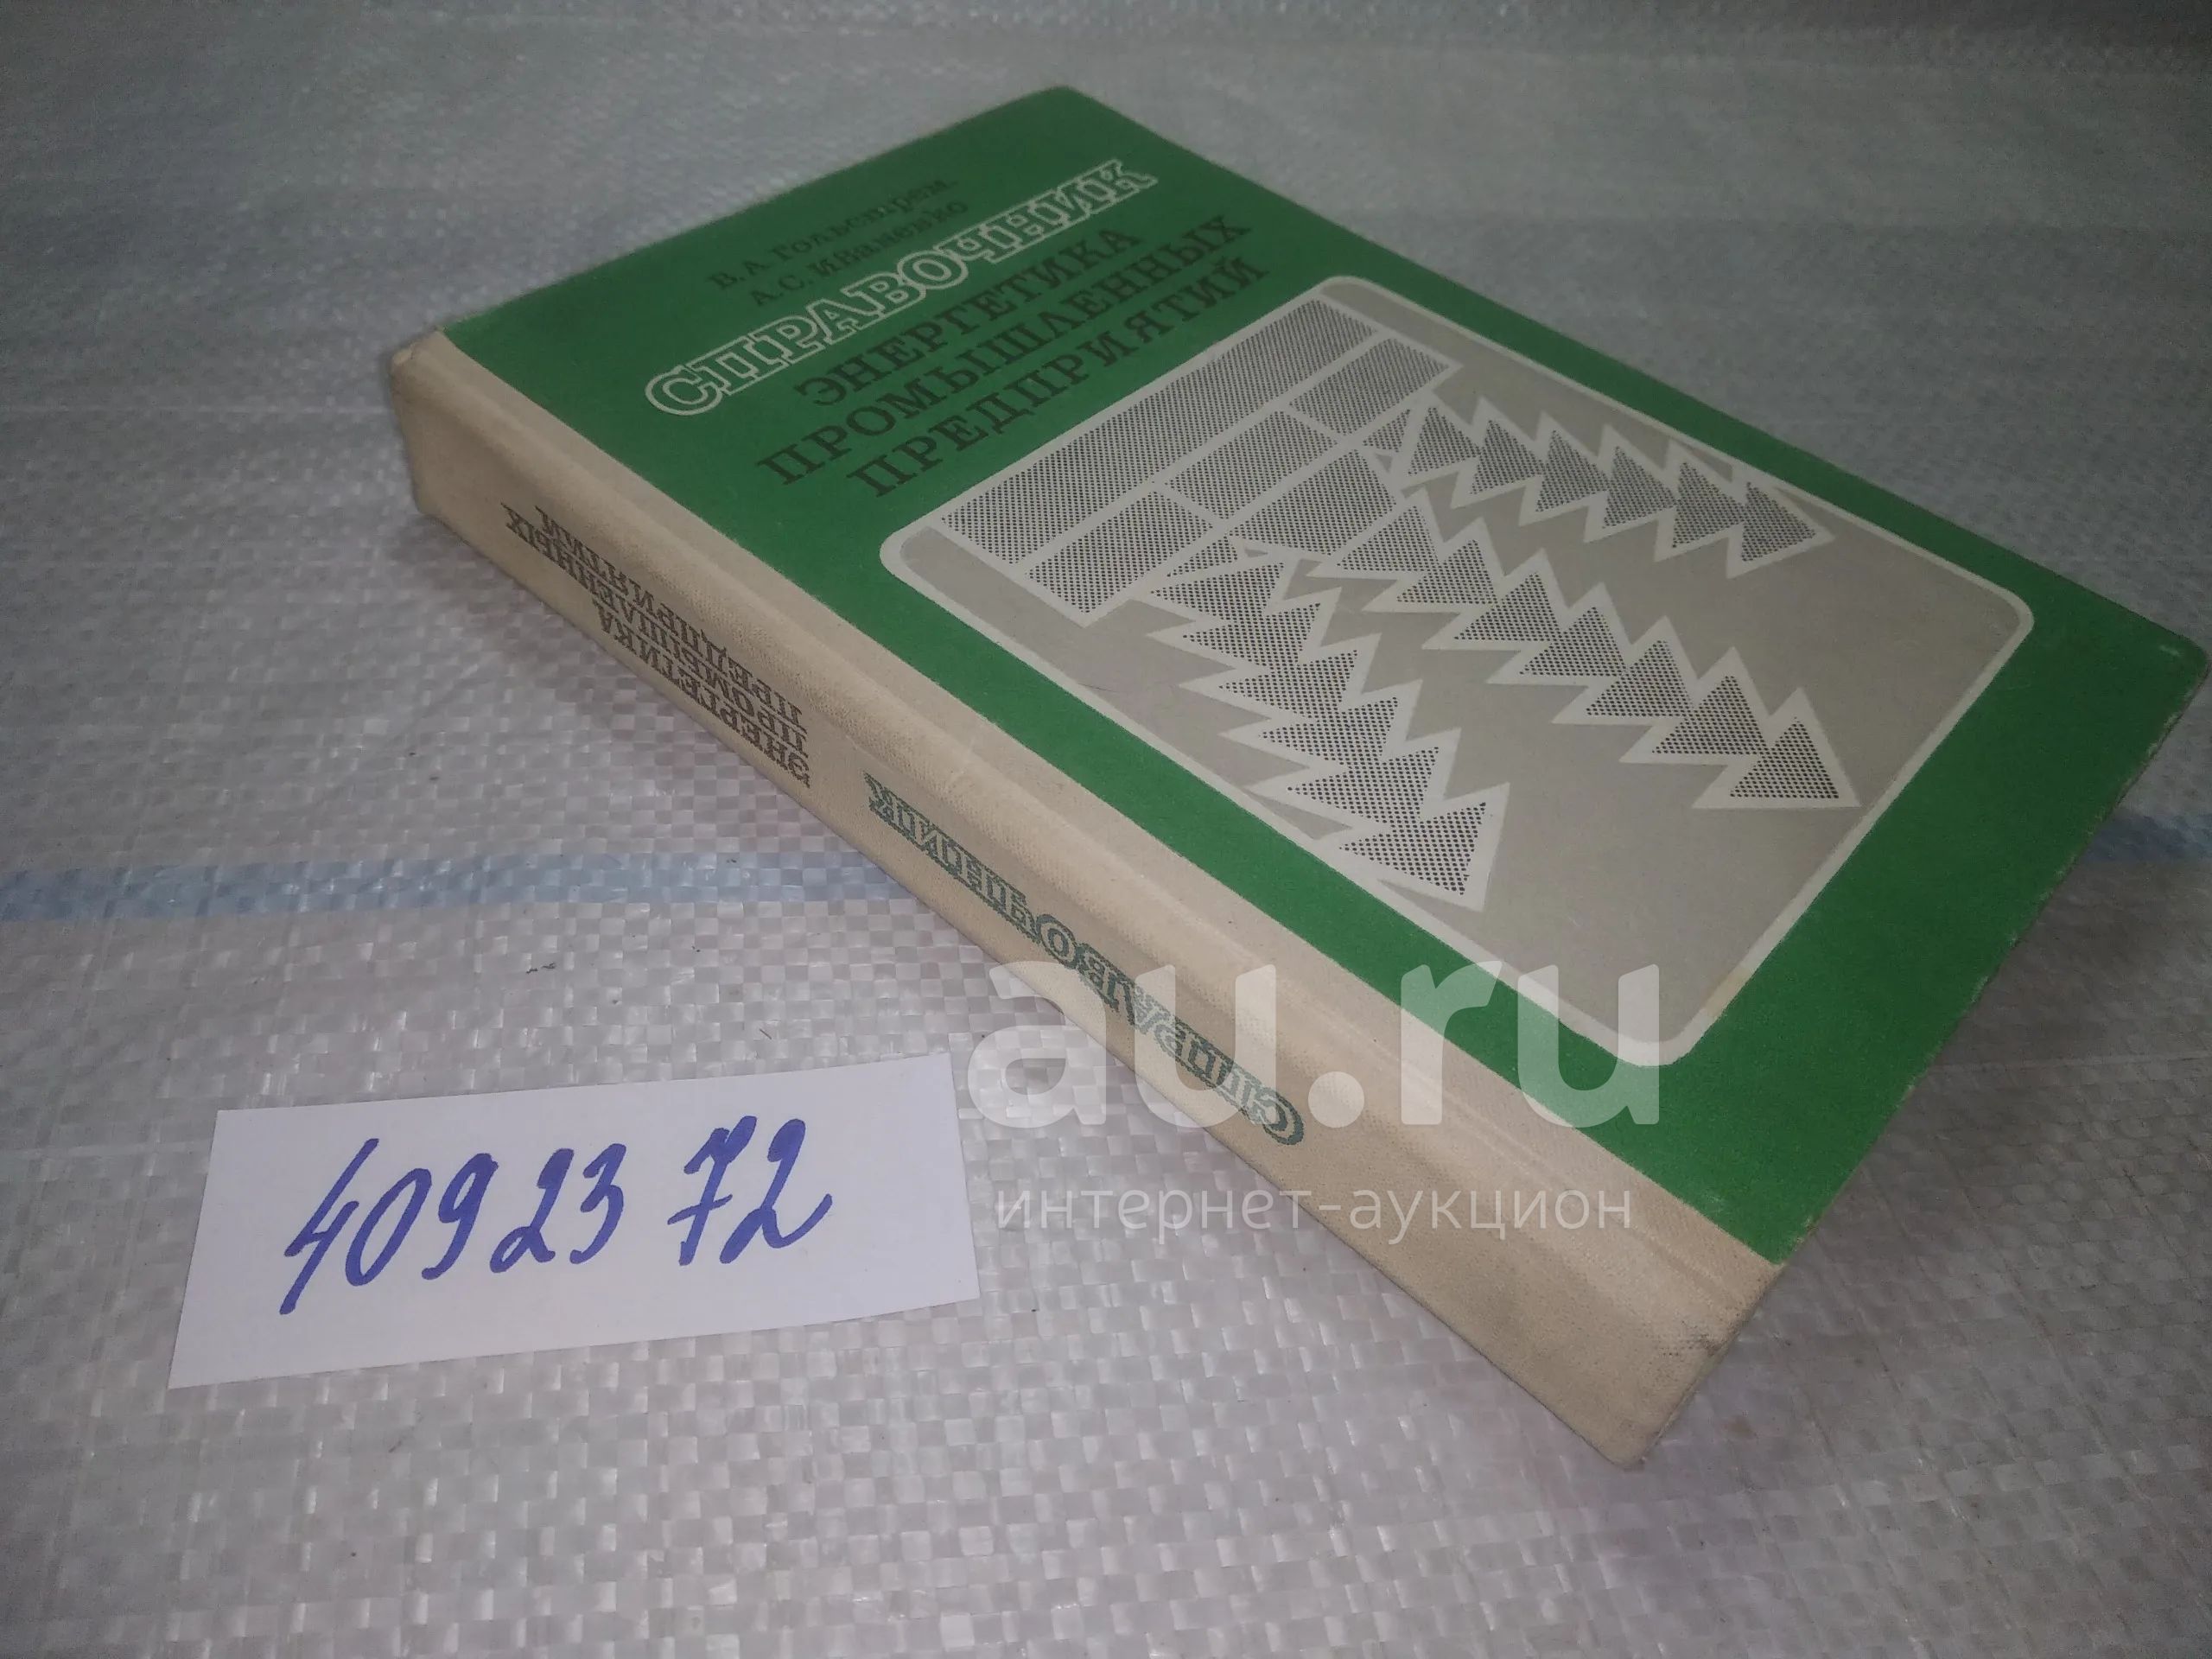 В.А. Гольстрем
А.С. Иваненко
СПРАВОЧНИК
ЭНЕРГЕТИКА
ПРОМЫШЛЕННЫХ
ПРЕДПРИЯТИЙ
СПРАВОЧНИК
ЭНЕРГЕТИКА
ПРОМЫШЛЕННЫХ
ПРЕДПРИЯТИЙ
4092372
au.ru
интернет-аукцион